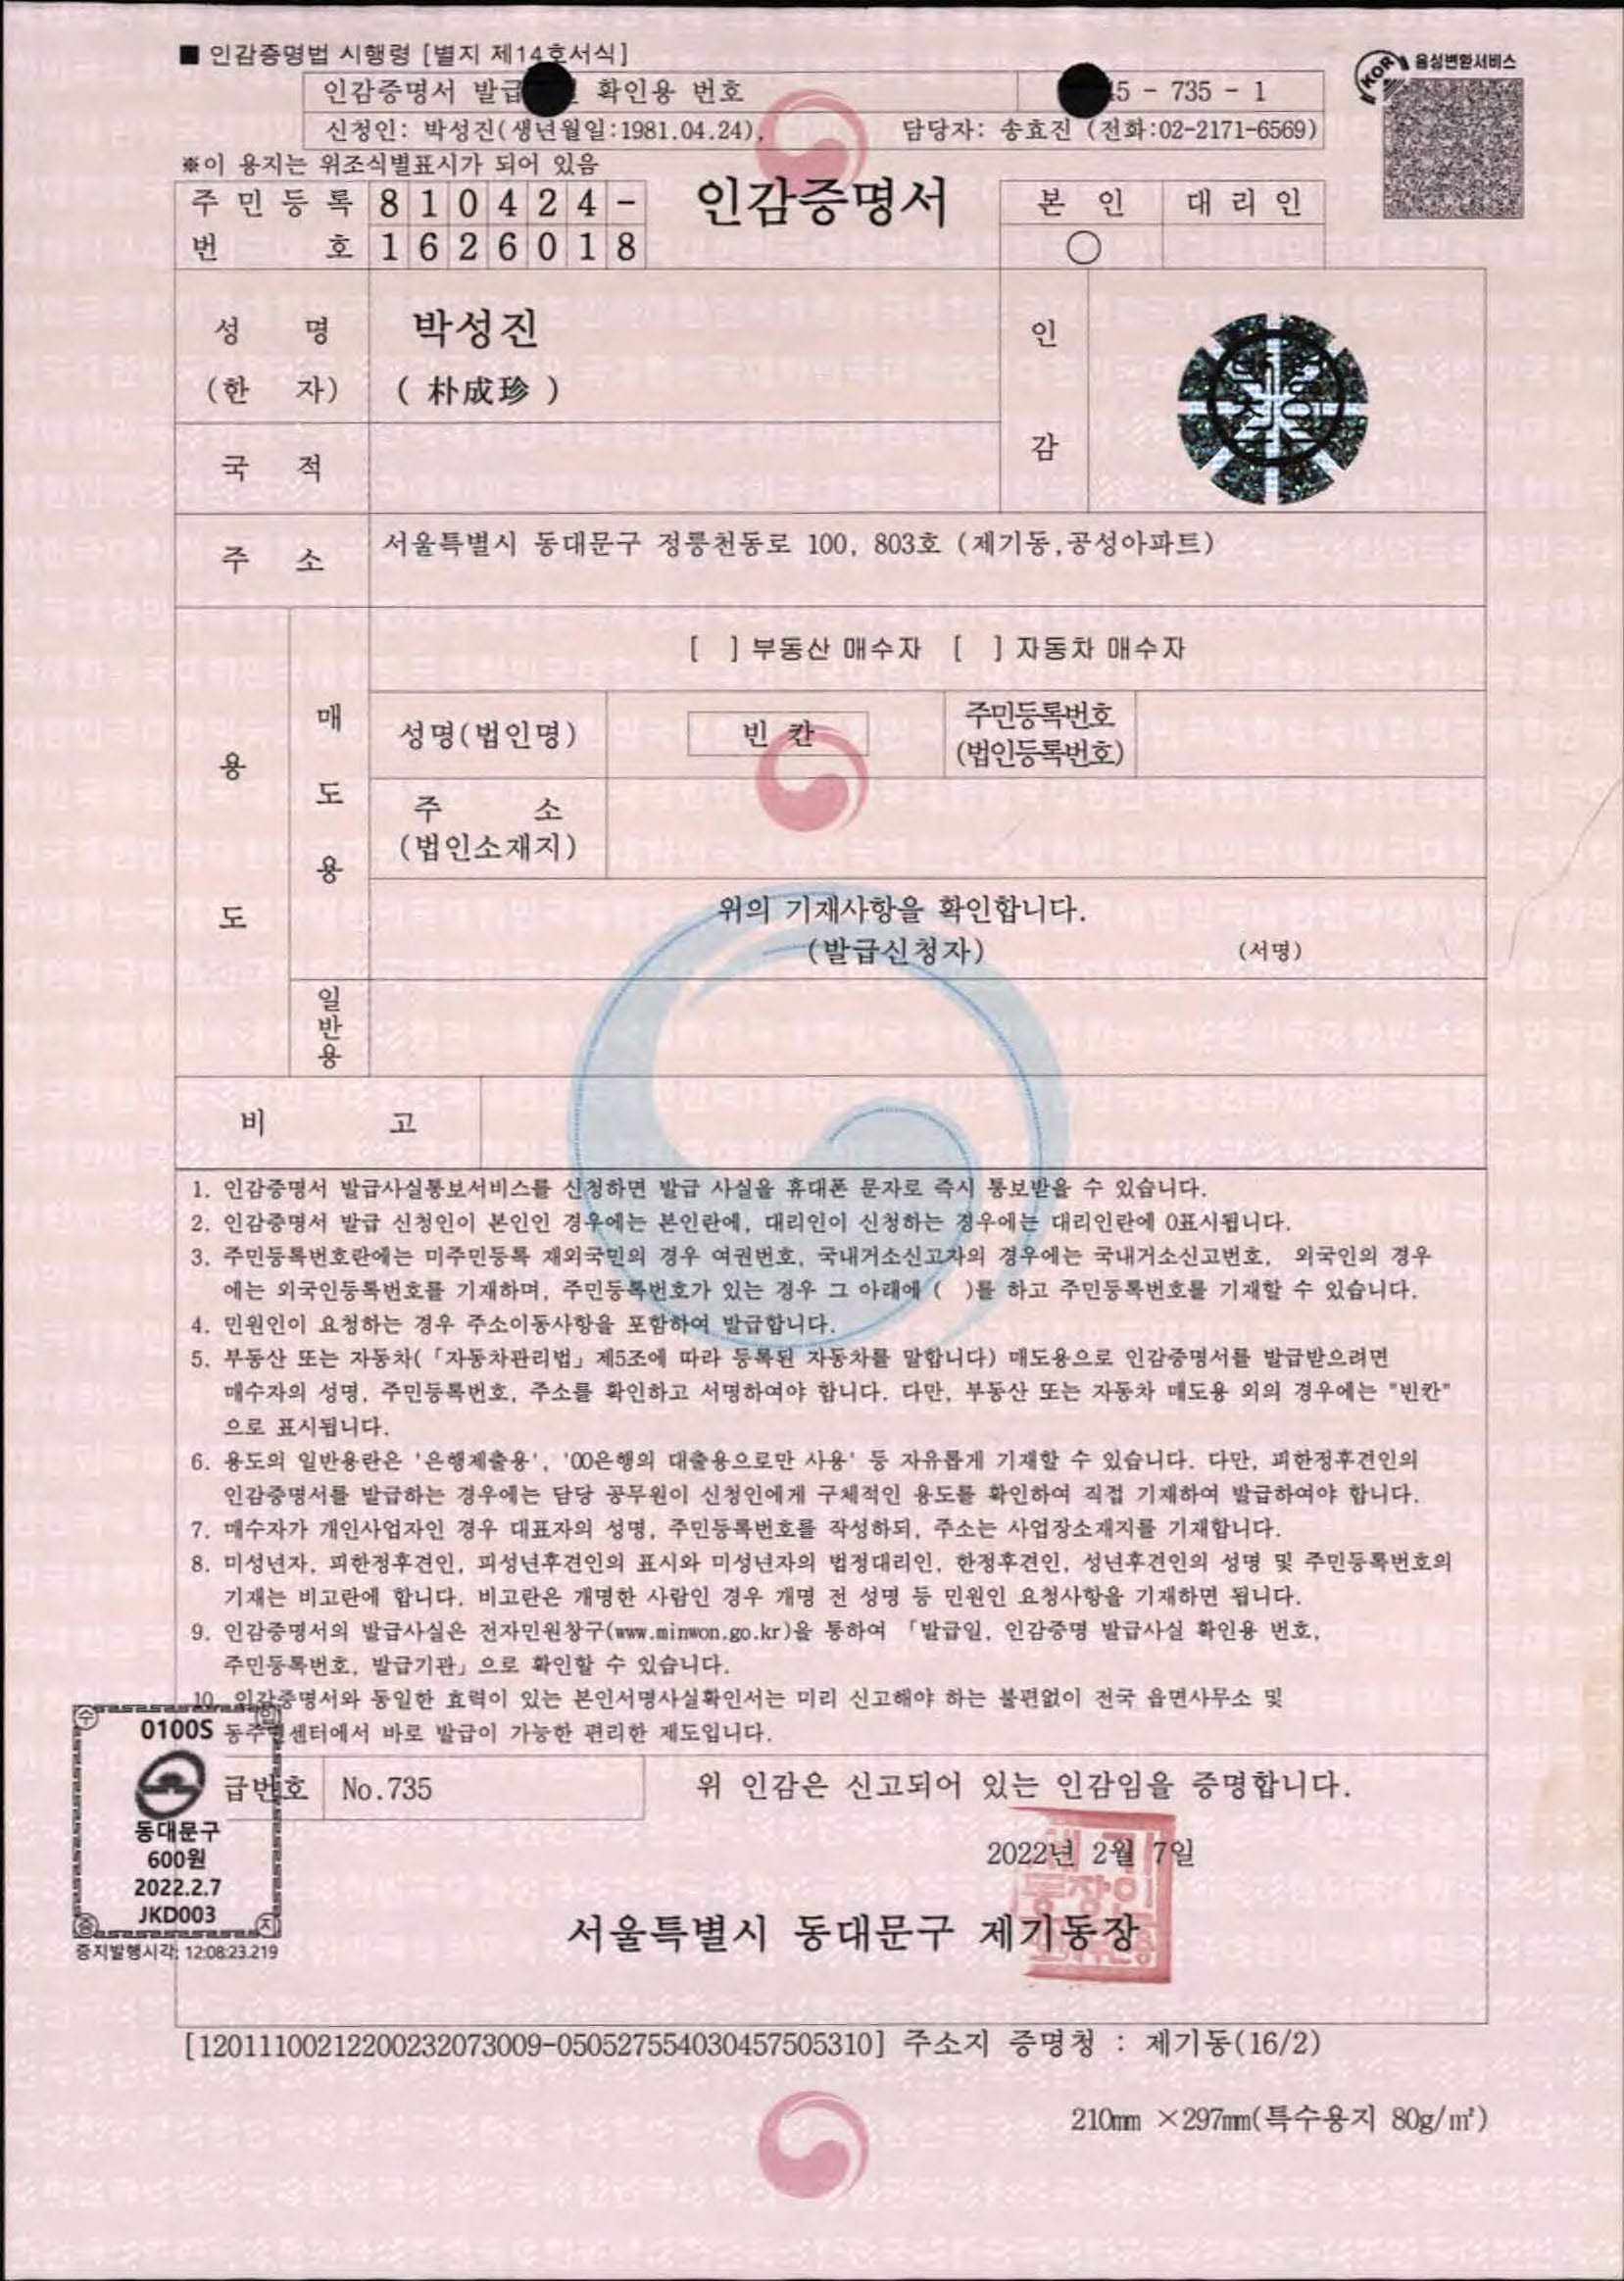 ■ 인감증명법 시행령 [별지 제14호서식]
음성변환서비스
KOR
인감증명서 발급 확인용 번호
5 - 735 - 1
신청인: 박성진(생년월일:1981.04.24), 담당자: 송효진 (전화:02-2171-6569)
※이 용지는 위조식별표시가 되어 있음
주민등록번호 810424-1626018
인감증명서
본인 대리인
○
성명 (한자)
박성진
( 朴成珍 )
인감
국적
주소
서울특별시 동대문구 정릉천동로 100, 803호 (제기동,공성아파트)
용도
매도용
[ ] 부동산 매수자 [ ] 자동차 매수자
성명(법인명)
빈 칸
주민등록번호
(법인등록번호)
주 소
(법인소재지)
위의 기재사항을 확인합니다.
(발급신청자) (서명)
일반용
비 고
1. 인감증명서 발급사실통보서비스를 신청하면 발급 사실을 휴대폰 문자로 즉시 통보받을 수 있습니다.
2. 인감증명서 발급 신청인이 본인인 경우에는 본인란에, 대리인이 신청하는 경우에는 대리인란에 0표시됩니다.
3. 주민등록번호란에는 미주민등록 재외국민의 경우 여권번호, 국내거소신고자의 경우에는 국내거소신고번호, 외국인의 경우
에는 외국인등록번호를 기재하며, 주민등록번호가 있는 경우 그 아래에 ( )를 하고 주민등록번호를 기재할 수 있습니다.
4. 민원인이 요청하는 경우 주소이동사항을 포함하여 발급합니다.
5. 부동산 또는 자동차(「자동차관리법」제5조에 따라 등록된 자동차를 말합니다) 매도용으로 인감증명서를 발급받으려면
매수자의 성명, 주민등록번호, 주소를 확인하고 서명하여야 합니다. 다만, 부동산 또는 자동차 매도용 외의 경우에는 "빈칸"
으로 표시됩니다.
6. 용도의 일반용란은 '은행제출용', '00은행의 대출용으로만 사용' 등 자유롭게 기재할 수 있습니다. 다만, 피한정후견인의
인감증명서를 발급하는 경우에는 담당 공무원이 신청인에게 구체적인 용도를 확인하여 직접 기재하여 발급하여야 합니다.
7. 매수자가 개인사업자인 경우 대표자의 성명, 주민등록번호를 작성하되, 주소는 사업장소재지를 기재합니다.
8. 미성년자, 피한정후견인, 피성년후견인의 표시와 미성년자의 법정대리인, 한정후견인, 성년후견인의 성명 및 주민등록번호의
기재는 비고란에 합니다. 비고란은 개명한 사람인 경우 개명 전 성명 등 민원인 요청사항을 기재하면 됩니다.
9. 인감증명서의 발급사실은 전자민원창구(www.minwon.go.kr)을 통하여 「발급일, 인감증명 발급사실 확인용 번호,
주민등록번호, 발급기관」으로 확인할 수 있습니다.
10. 인감증명서와 동일한 효력이 있는 본인서명사실확인서는 미리 신고해야 하는 불편없이 전국 읍면사무소 및
동주민센터에서 바로 발급이 가능한 편리한 제도입니다.
수 입
0100S
동대문구
600원
2022.2.7
JKD003
증 지
증지발행시각: 12:08:23.219
급번호 No.735
위 인감은 신고되어 있는 인감임을 증명합니다.
2022년 2월 7일
서울특별시 동대문구 제기동장
[12011100212200232073009-050527554030457505310] 주소지 증명청 : 제기동(16/2)
210mm ×297mm(특수용지 80g/㎡)